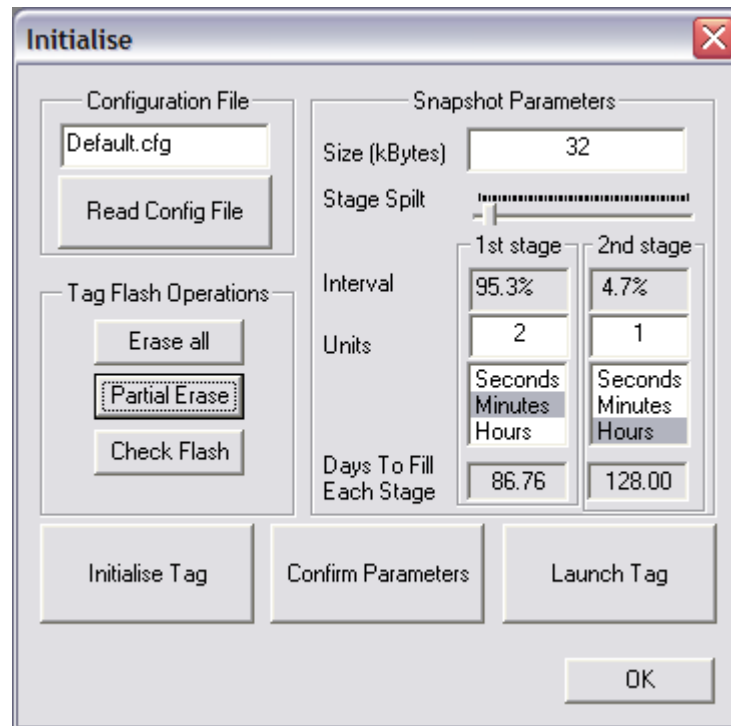 Initialise
Configuration File
Default.cfg
Read Config File
Tag Flash Operations
Erase all
Partial Erase
Check Flash
Snapshot Parameters
Size (kBytes) 32
Stage Spilt
1st stage 2nd stage
Interval 95.3% 4.7%
Units 2 1
Seconds Seconds
Minutes Minutes
Hours Hours
Days To Fill
Each Stage 86.76 128.00
Initialise Tag Confirm Parameters Launch Tag
OK